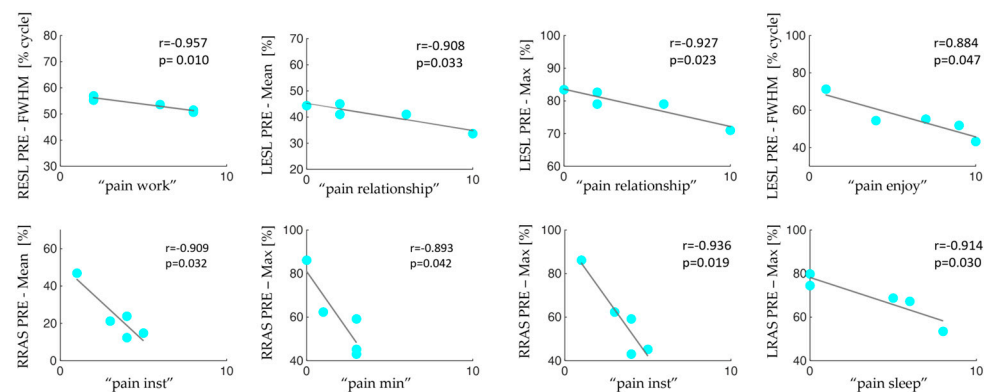 RESL PRE - FWHM [% cycle]
80
70
60
50
40
30
0
10
r=-0.957
p= 0.010
“pain work”
LESL PRE - Mean [%]
70
60
50
40
30
20
0
10
r=-0.908
p=0.033
“pain relationship”
LESL PRE - Max [%]
100
90
80
70
60
0
10
r=-0.927
p=0.023
“pain relationship”
LESL PRE - FWHM [% cycle]
100
80
60
40
0
10
r=0.884
p=0.047
“pain enjoy”
RRAS PRE - Mean [%]
60
40
20
0
0
10
r=-0.909
p=0.032
“pain inst”
RRAS PRE – Max [%]
100
80
60
40
0
10
r=-0.893
p=0.042
“pain min”
RRAS PRE – Max [%]
100
80
60
40
0
10
r=-0.936
p=0.019
“pain inst”
LRAS PRE – Max [%]
100
80
60
40
0
10
r=-0.914
p=0.030
“pain sleep”